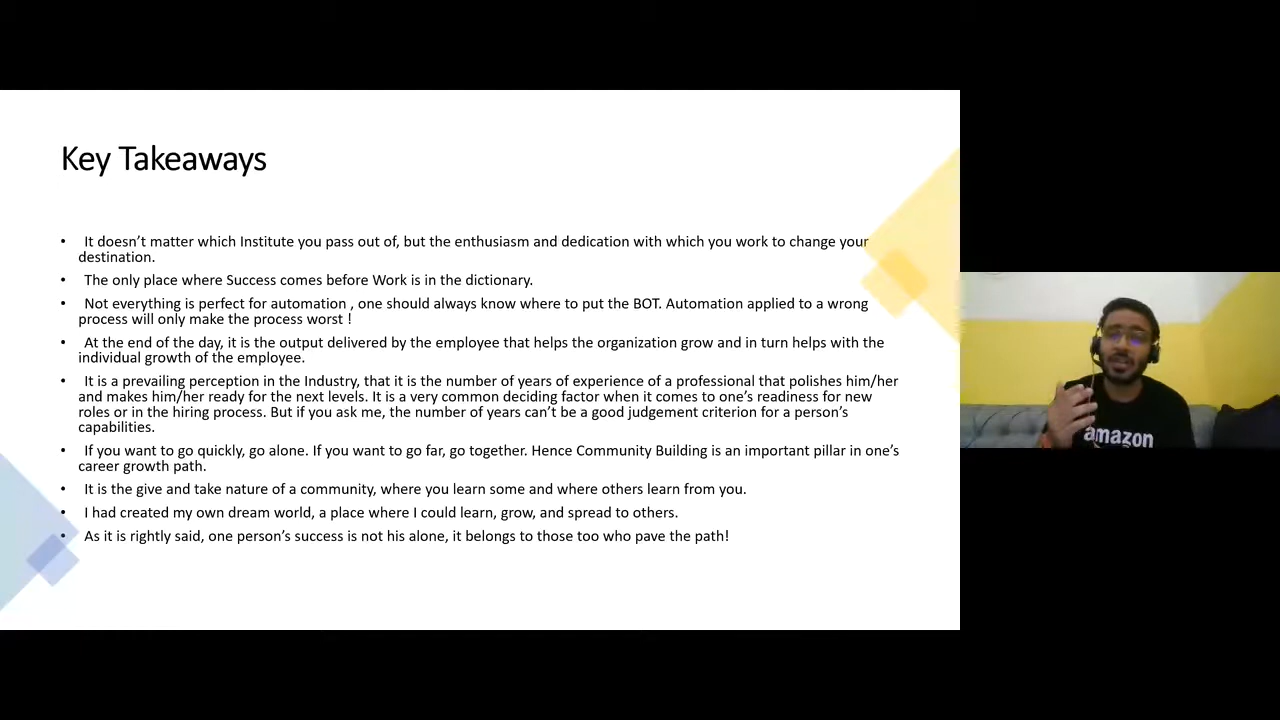 Key Takeaways
• It doesn’t matter which Institute you pass out of, but the enthusiasm and dedication with which you work to change your
destination.
• The only place where Success comes before Work is in the dictionary.
• Not everything is perfect for automation , one should always know where to put the BOT. Automation applied to a wrong
process will only make the process worst !
• At the end of the day, it is the output delivered by the employee that helps the organization grow and in turn helps with the
individual growth of the employee.
• It is a prevailing perception in the Industry, that it is the number of years of experience of a professional that polishes him/her
and makes him/her ready for the next levels. It is a very common deciding factor when it comes to one’s readiness for new
roles or in the hiring process. But if you ask me, the number of years can’t be a good judgement criterion for a person’s
capabilities.
• If you want to go quickly, go alone. If you want to go far, go together. Hence Community Building is an important pillar in one’s
career growth path.
• It is the give and take nature of a community, where you learn some and where others learn from you.
• I had created my own dream world, a place where I could learn, grow, and spread to others.
• As it is rightly said, one person’s success is not his alone, it belongs to those too who pave the path!
amazon